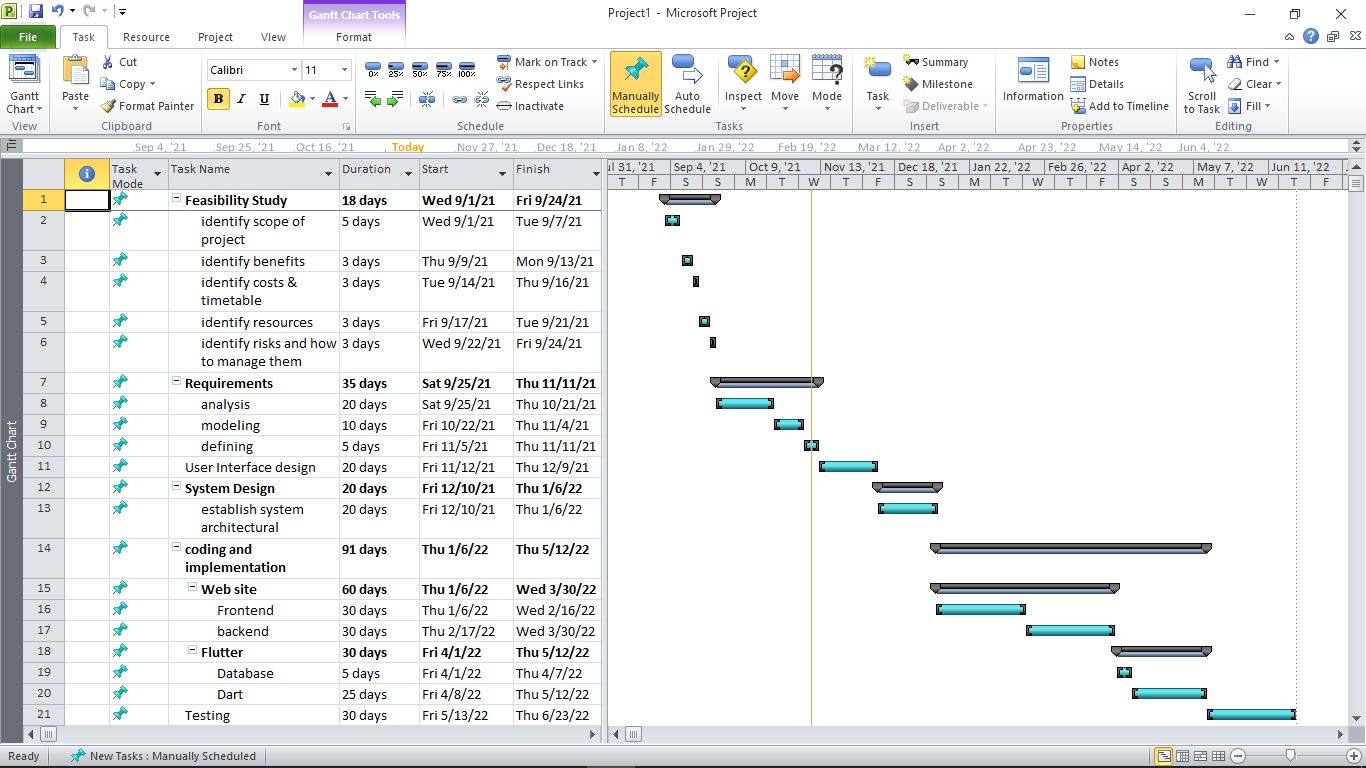 Project1 - Microsoft Project
Gantt Chart Tools
File Task Resource Project View Format
Gantt Chart
View
Paste
Cut
Copy
Format Painter
Clipboard
Calibri 11
B I U A
Font
0% 25% 50% 75% 100%
Mark on Track
Respect Links
Inactivate
Schedule
Manually Schedule
Auto Schedule
Inspect
Move
Mode
Tasks
Task
Summary
Milestone
Deliverable
Insert
Information
Notes
Details
Add to Timeline
Properties
Scroll to Task
Find
Clear
Fill
Editing
Sep 4, '21 Sep 25, '21 Oct 16, '21 , Today Nov 27, '21 Dec 18, '21 Jan 8, '22 Jan 29, '22 Feb 19, '22 Mar 12, '22 Apr 2, '22 Apr 23, '22 May 14, '22 Jun 4, '22
Task Mode Task Name Duration Start Finish
ul 31, '21 Sep 4, '21 Oct 9, '21 Nov 13, '21 Dec 18, '21 Jan 22, '22 Feb 26, '22 Apr 2, '22 May 7, '22 Jun 11, '22
T F S S M T W T F S S M T W T F S S M T W T F
Gantt Chart
1 Feasibility Study 18 days Wed 9/1/21 Fri 9/24/21
2 identify scope of project 5 days Wed 9/1/21 Tue 9/7/21
3 identify benefits 3 days Thu 9/9/21 Mon 9/13/21
4 identify costs & timetable 3 days Tue 9/14/21 Thu 9/16/21
5 identify resources 3 days Fri 9/17/21 Tue 9/21/21
6 identify risks and how to manage them 3 days Wed 9/22/21 Fri 9/24/21
7 Requirements 35 days Sat 9/25/21 Thu 11/11/21
8 analysis 20 days Sat 9/25/21 Thu 10/21/21
9 modeling 10 days Fri 10/22/21 Thu 11/4/21
10 defining 5 days Fri 11/5/21 Thu 11/11/21
11 User Interface design 20 days Fri 11/12/21 Thu 12/9/21
12 System Design 20 days Fri 12/10/21 Thu 1/6/22
13 establish system architectural 20 days Fri 12/10/21 Thu 1/6/22
14 coding and implementation 91 days Thu 1/6/22 Thu 5/12/22
15 Web site 60 days Thu 1/6/22 Wed 3/30/22
16 Frontend 30 days Thu 1/6/22 Wed 2/16/22
17 backend 30 days Thu 2/17/22 Wed 3/30/22
18 Flutter 30 days Fri 4/1/22 Thu 5/12/22
19 Database 5 days Fri 4/1/22 Thu 4/7/22
20 Dart 25 days Fri 4/8/22 Thu 5/12/22
21 Testing 30 days Fri 5/13/22 Thu 6/23/22
Ready New Tasks : Manually Scheduled